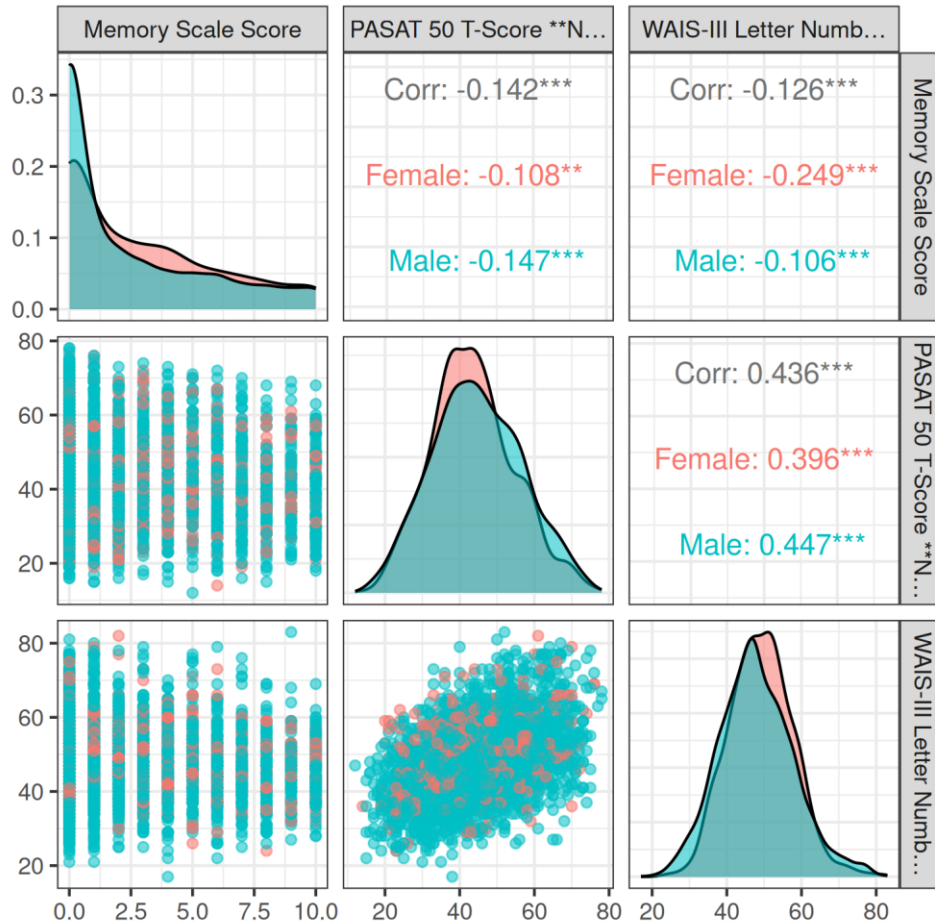 Memory Scale Score
PASAT 50 T-Score **N…
WAIS-III Letter Numb…
0.3
0.2
0.1
0.0
Corr: -0.142***
Female: -0.108**
Male: -0.147***
Corr: -0.126***
Female: -0.249***
Male: -0.106***
Memory Scale Score
80
60
40
20
Corr: 0.436***
Female: 0.396***
Male: 0.447***
PASAT 50 T-Score **N…
80
60
40
20
WAIS-III Letter Numb…
0.0 2.5 5.0 7.5 10.0
20 40 60 80
20 40 60 80